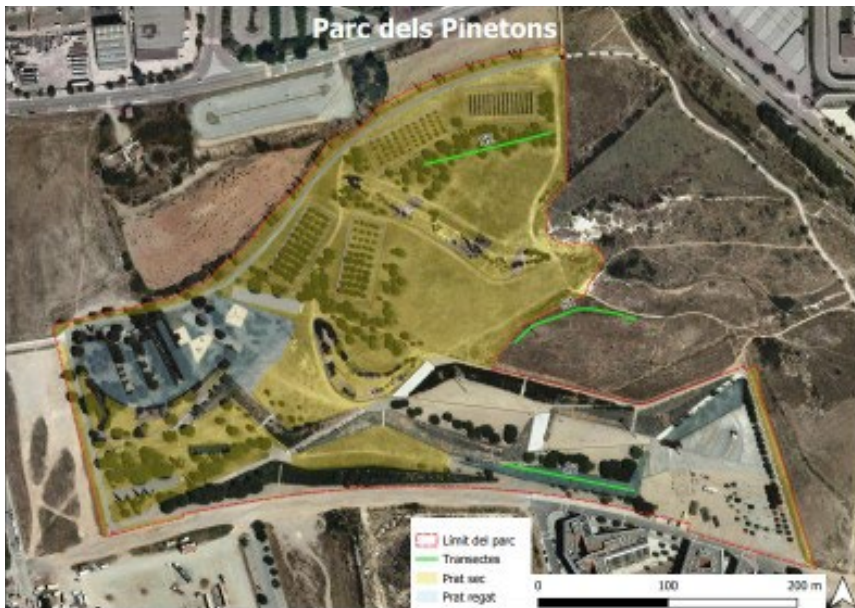 Parc dels Pinetons
Límit del parc
Transectes
Prat sec
Prat regat
0 100 200 m